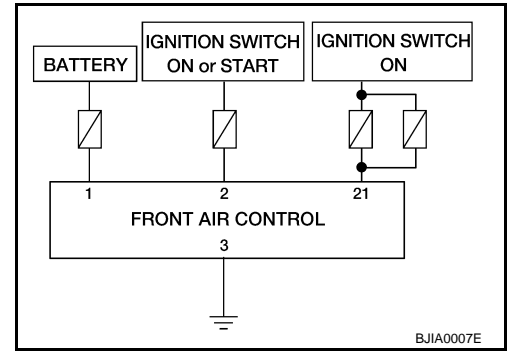 BATTERY
IGNITION SWITCH
ON or START
IGNITION SWITCH
ON
1
2
21
FRONT AIR CONTROL
3
BJIA0007E